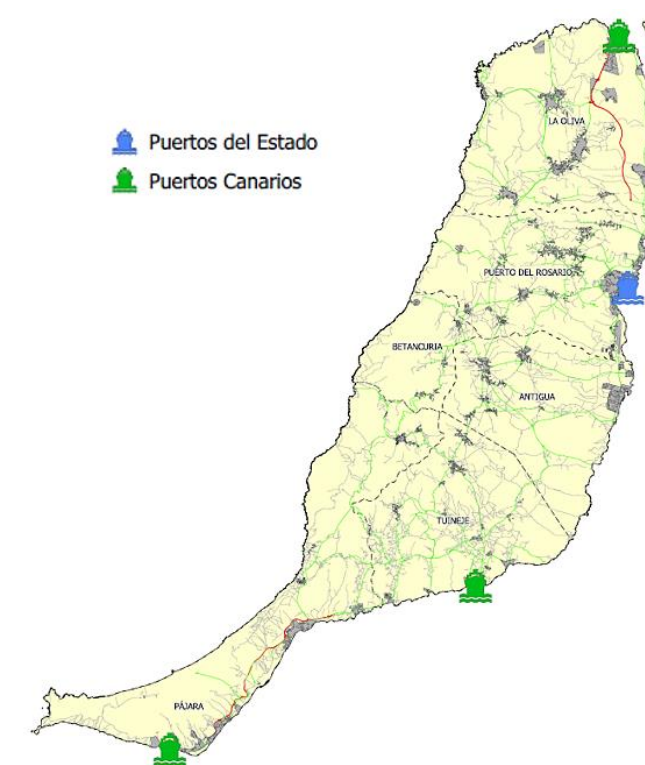 Puertos del Estado
Puertos Canarios
LA OLIVA
PUERTO DEL ROSARIO
BETANCURIA
ANTIGUA
TUINEJE
PÁJARA